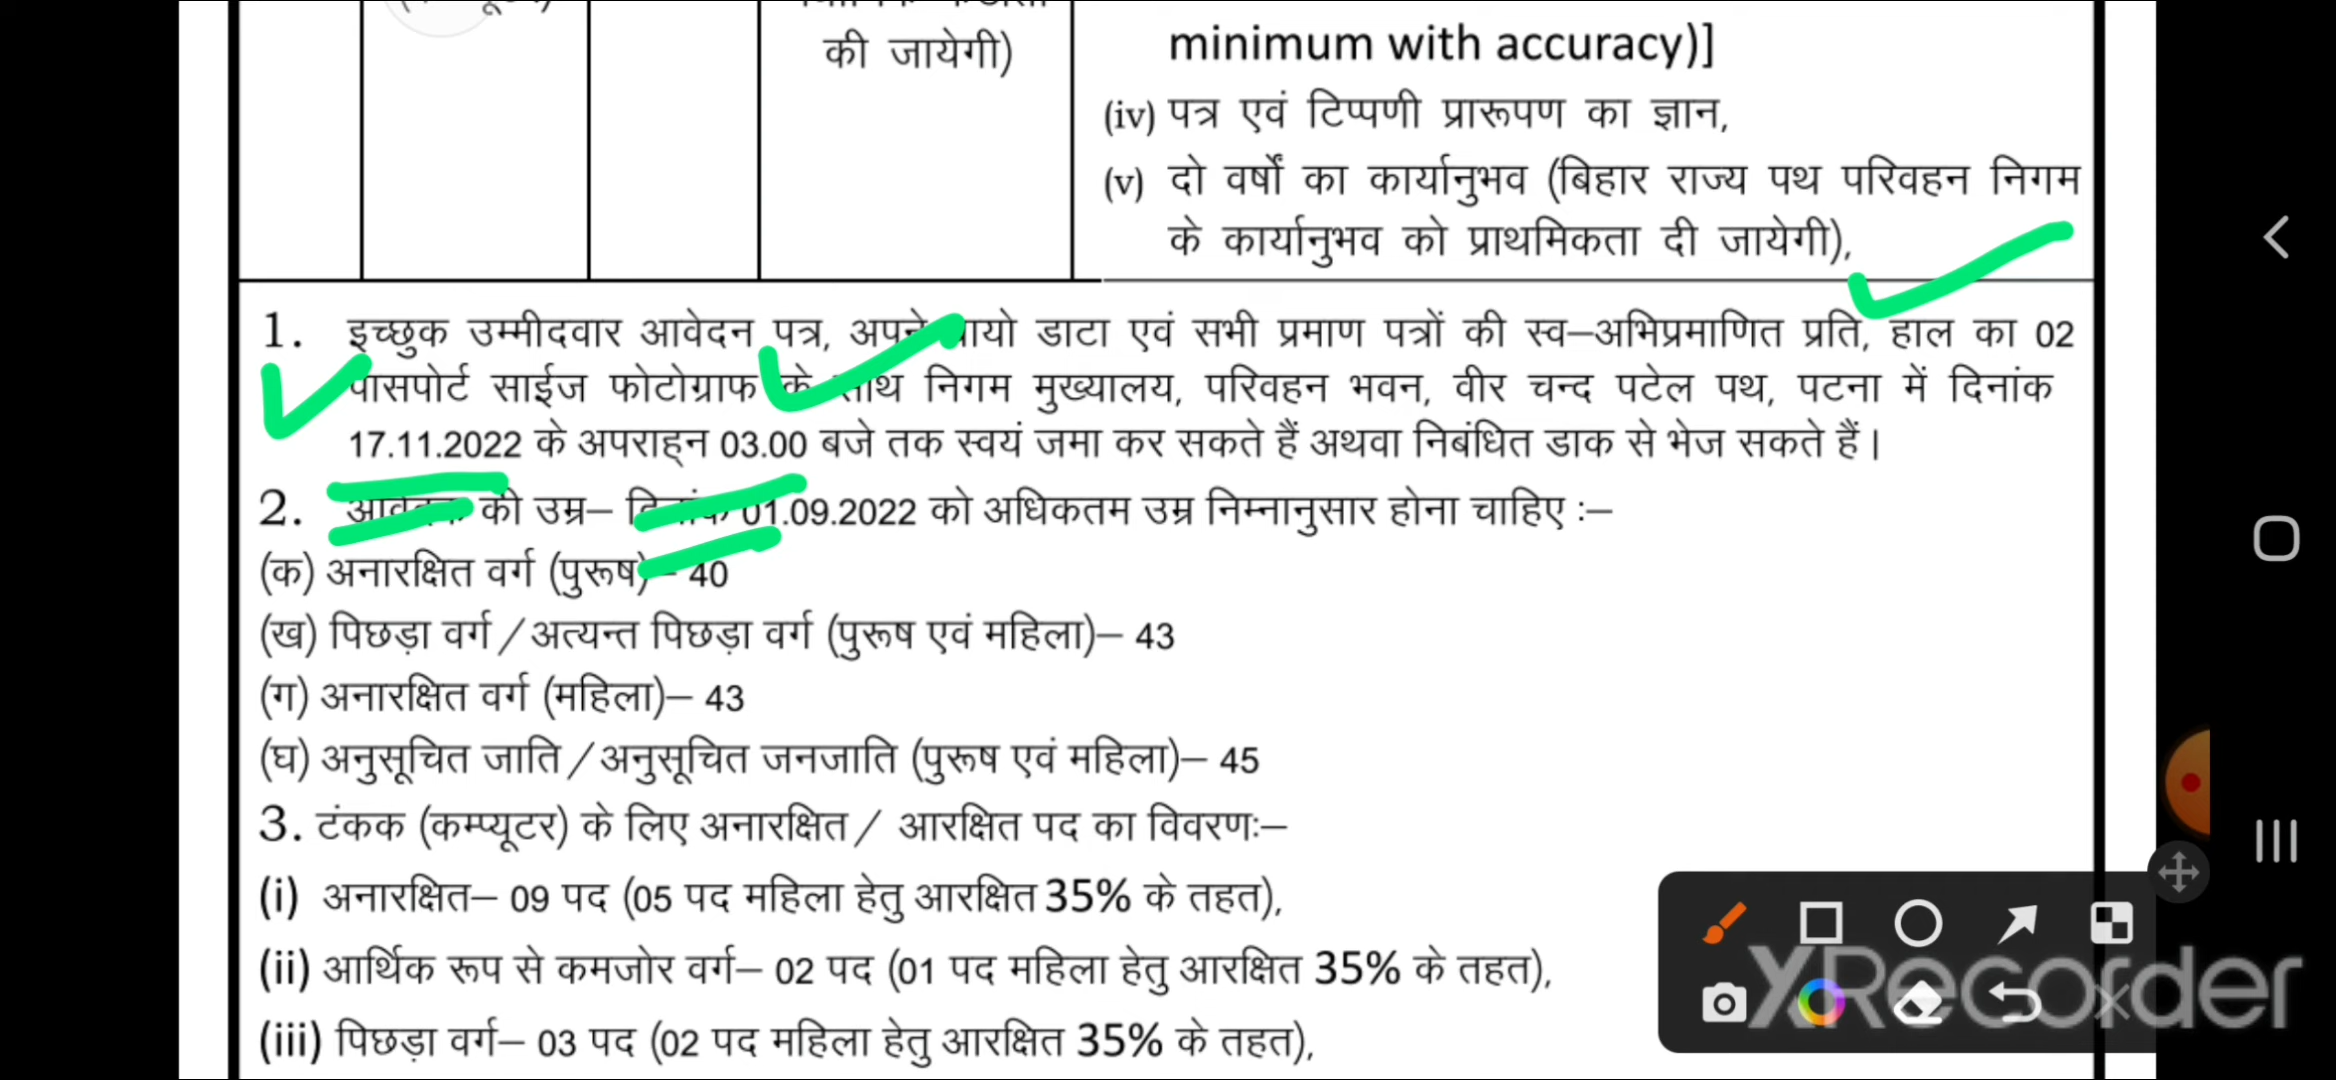 की जायेगी)
minimum with accuracy)]
(iv) पत्र एवं टिप्पणी प्रारूपण का ज्ञान,
(v) दो वर्षों का कार्यानुभव (बिहार राज्य पथ परिवहन निगम
के कार्यानुभव को प्राथमिकता दी जायेगी),
1. इच्छुक उम्मीदवार आवेदन पत्र, अपने बायो डाटा एवं सभी प्रमाण पत्रों की स्व–अभिप्रमाणित प्रति, हाल का 02
पासपोर्ट साईज फोटोग्राफ के साथ निगम मुख्यालय, परिवहन भवन, वीर चन्द पटेल पथ, पटना में दिनांक
17.11.2022 के अपराह्न 03.00 बजे तक स्वयं जमा कर सकते हैं अथवा निबंधित डाक से भेज सकते हैं।
2. आवेदक की उम्र– दिनांक 01.09.2022 को अधिकतम उम्र निम्नानुसार होना चाहिए :–
(क) अनारक्षित वर्ग (पुरूष)– 40
(ख) पिछड़ा वर्ग/अत्यन्त पिछड़ा वर्ग (पुरूष एवं महिला)– 43
(ग) अनारक्षित वर्ग (महिला)– 43
(घ) अनुसूचित जाति/अनुसूचित जनजाति (पुरूष एवं महिला)– 45
3. टंकक (कम्प्यूटर) के लिए अनारक्षित/ आरक्षित पद का विवरणः–
(i) अनारक्षित– 09 पद (05 पद महिला हेतु आरक्षित 35% के तहत),
(ii) आर्थिक रूप से कमजोर वर्ग– 02 पद (01 पद महिला हेतु आरक्षित 35% के तहत),
(iii) पिछड़ा वर्ग– 03 पद (02 पद महिला हेतु आरक्षित 35% के तहत),
XRecorder